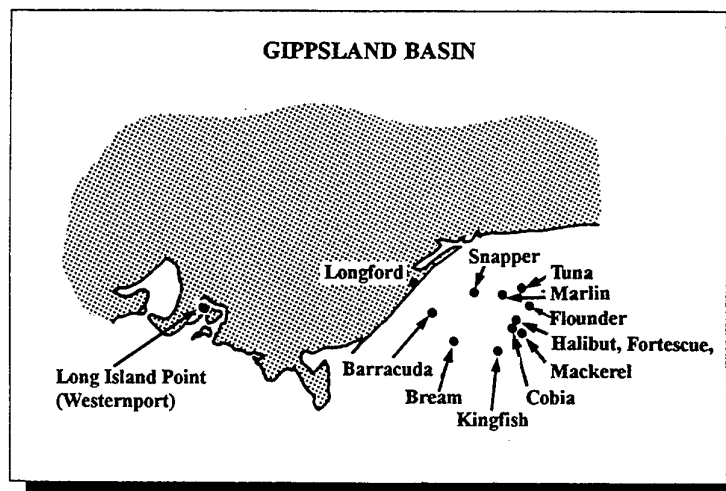 GIPPSLAND BASIN
Longford
Snapper
Tuna
Marlin
Flounder
Halibut, Fortescue,
Mackerel
Cobia
Kingfish
Bream
Barracuda
Long Island Point
(Westernport)